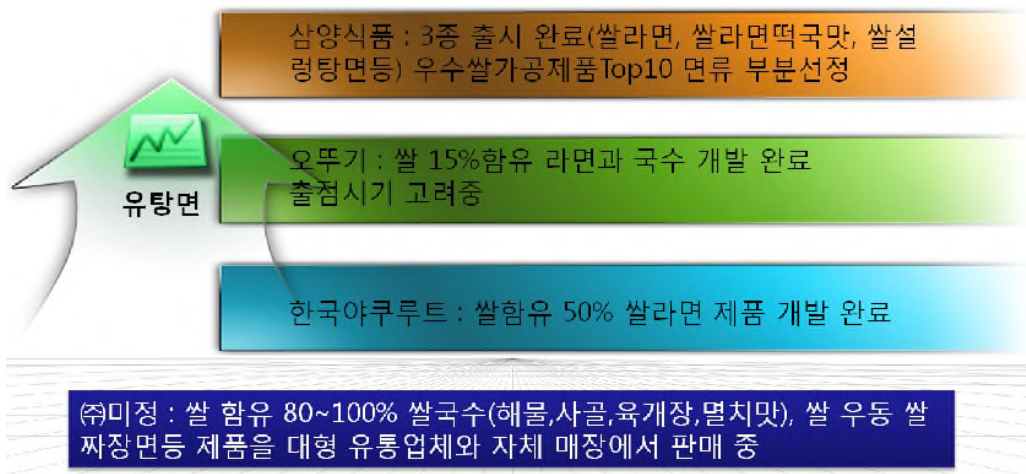 삼양식품 : 3종 출시 완료(쌀라면, 쌀라면떡국맛, 쌀설
렁탕면등) 우수쌀가공제품Top10 면류 부분선정
유탕면
오뚜기 : 쌀 15%함유 라면과 국수 개발 완료
출점시기 고려중
한국야쿠루트 : 쌀함유 50% 쌀라면 제품 개발 완료
㈜미정 : 쌀 함유 80~100% 쌀국수(해물,사골,육개장,멸치맛), 쌀 우동 쌀
짜장면등 제품을 대형 유통업체와 자체 매장에서 판매 중